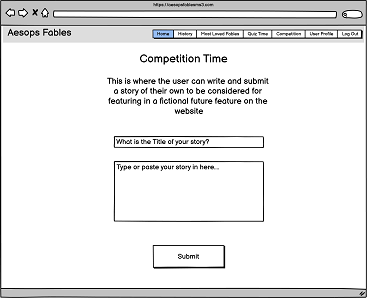 https://aesopsfablesms3.com
Aesops Fables
Home History Most Loved Fables Quiz Time Competition User Profile Log Out
Competition Time
This is where the user can write and submit
a story of their own to be considered for
featuring in a fictional future feature on the
website
What is the Title of your story?
Type or paste your story in here...
Submit